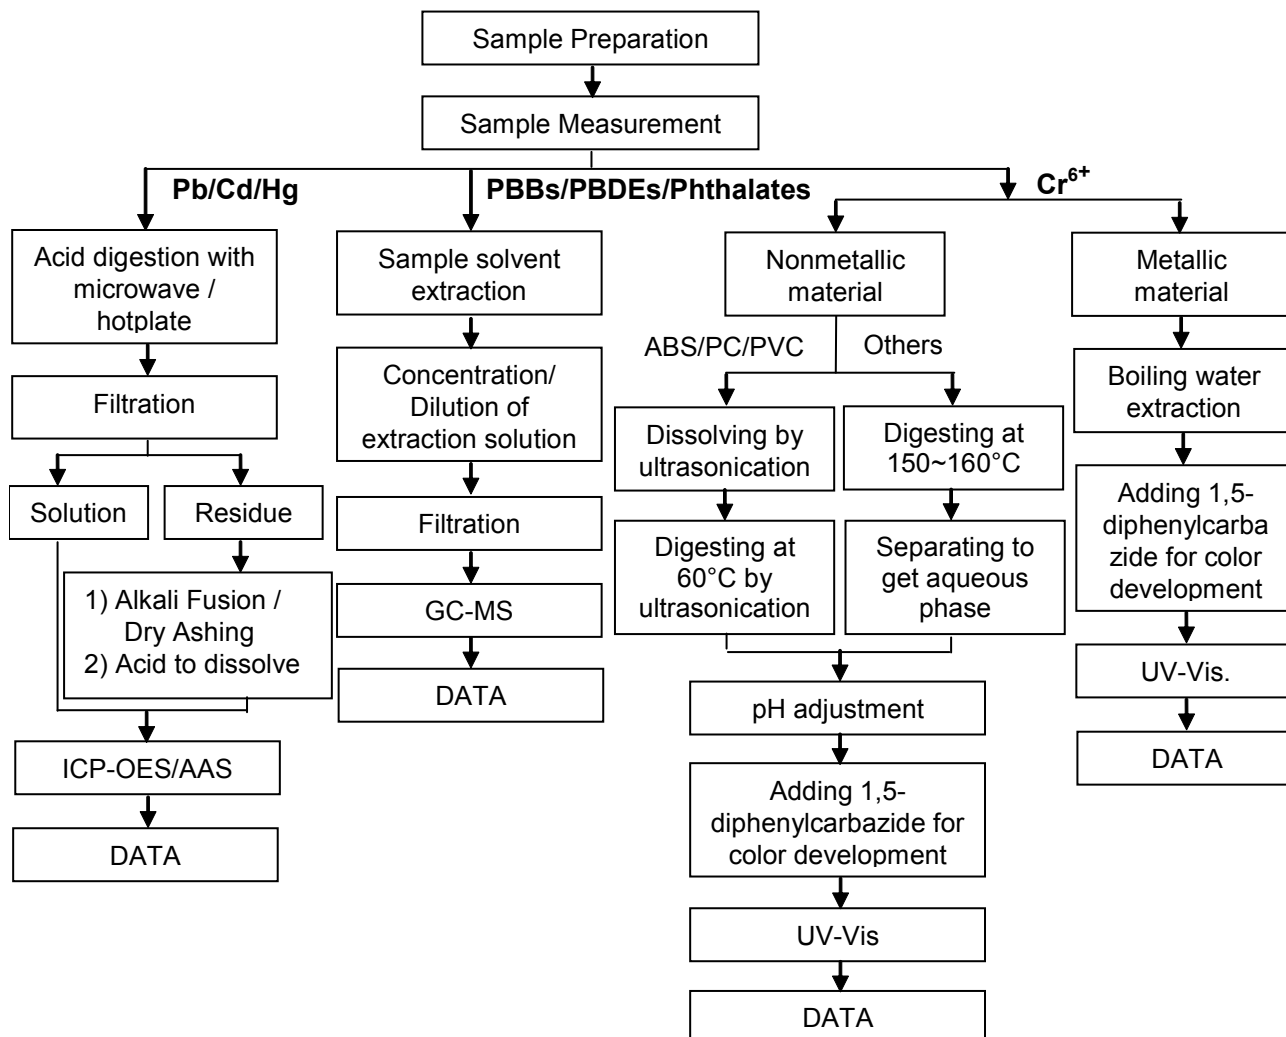 Sample Preparation
Sample Measurement
Pb/Cd/Hg
PBBs/PBDEs/Phthalates
Cr⁶⁺
Acid digestion with
microwave /
hotplate
Filtration
Solution
Residue
1) Alkali Fusion /
Dry Ashing
2) Acid to dissolve
ICP-OES/AAS
DATA
Sample solvent
extraction
Concentration/
Dilution of
extraction solution
Filtration
GC-MS
DATA
Nonmetallic
material
ABS/PC/PVC
Others
Dissolving by
ultrasonication
Digesting at
60°C by
ultrasonication
Digesting at
150~160°C
Separating to
get aqueous
phase
pH adjustment
Adding 1,5-
diphenylcarbazide for
color development
UV-Vis
DATA
Metallic
material
Boiling water
extraction
Adding 1,5-
diphenylcarba
zide for color
development
UV-Vis.
DATA